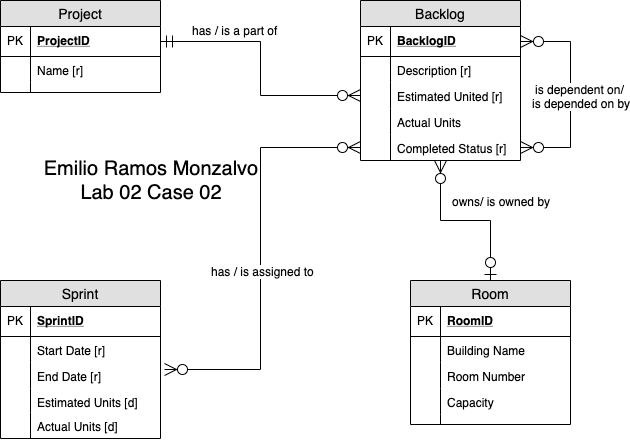 Project
PK ProjectID
Name [r]
has / is a part of
Backlog
PK BacklogID
Description [r]
Estimated United [r]
Actual Units
Completed Status [r]
is dependent on/
is depended on by
Emilio Ramos Monzalvo
Lab 02 Case 02
owns/ is owned by
has / is assigned to
Sprint
PK SprintID
Start Date [r]
End Date [r]
Estimated Units [d]
Actual Units [d]
Room
PK RoomID
Building Name
Room Number
Capacity